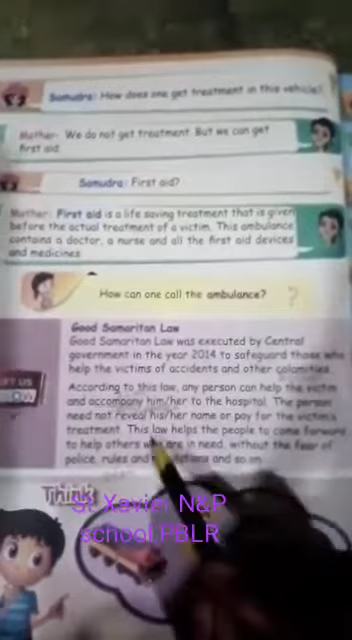 Samudra: How does one get treatment in this vehicle?
Mother: We do not get treatment. But we can get
first aid.
Samudra: First aid?
Mother: First aid is a life saving treatment that is given
before the actual treatment of a victim. This ambulance
contains a doctor, a nurse and all the first aid devices
and medicines.
How can one call the ambulance?
Good Samaritan Law
Good Samaritan Law was executed by Central
government in the year 2014 to safeguard those who
help the victims of accidents and other calamities.
According to this law, any person can help the victim
and accompany him/her to the hospital. The person
need not reveal his/her name or pay for the victim's
treatment. This law helps the people to come forward
to help others who are in need, without the fear of
police, rules and and so on.
Think
St Xavier N&P
school PBLR